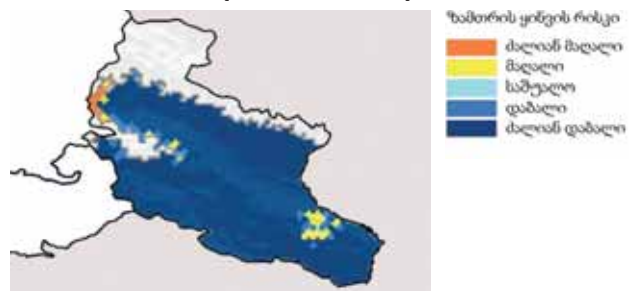 ზამთრის ყინვის რისკი
ძალიან მაღალი
მაღალი
საშუალო
დაბალი
ძალიან დაბალი